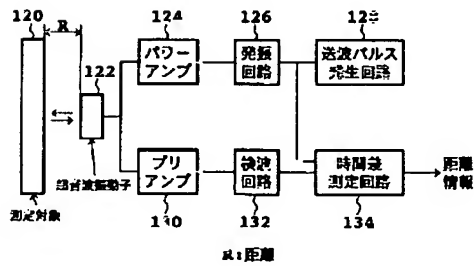 120
R
122
124
126
128
パワー
アンプ
発振
回路
送波パルス
発生回路
超音波振動子
測定対象
プリ
アンプ
検波
回路
時間差
測定回路
距離
情報
130
132
134
R:距離